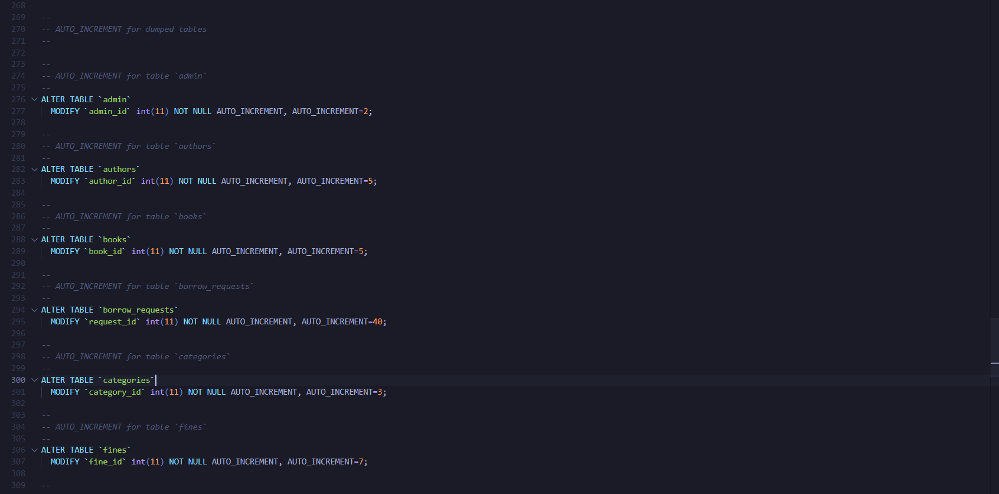 268
269 --
270 -- AUTO_INCREMENT for dumped tables
271 --
272
273 --
274 -- AUTO_INCREMENT for table `admin`
275 --
276 ALTER TABLE `admin`
277 MODIFY `admin_id` int(11) NOT NULL AUTO_INCREMENT, AUTO_INCREMENT=2;
278
279 --
280 -- AUTO_INCREMENT for table `authors`
281 --
282 ALTER TABLE `authors`
283 MODIFY `author_id` int(11) NOT NULL AUTO_INCREMENT, AUTO_INCREMENT=5;
284
285 --
286 -- AUTO_INCREMENT for table `books`
287 --
288 ALTER TABLE `books`
289 MODIFY `book_id` int(11) NOT NULL AUTO_INCREMENT, AUTO_INCREMENT=5;
290
291 --
292 -- AUTO_INCREMENT for table `borrow_requests`
293 --
294 ALTER TABLE `borrow_requests`
295 MODIFY `request_id` int(11) NOT NULL AUTO_INCREMENT, AUTO_INCREMENT=40;
296
297 --
298 -- AUTO_INCREMENT for table `categories`
299 --
300 ALTER TABLE `categories`
301 MODIFY `category_id` int(11) NOT NULL AUTO_INCREMENT, AUTO_INCREMENT=3;
302
303 --
304 -- AUTO_INCREMENT for table `fines`
305 --
306 ALTER TABLE `fines`
307 MODIFY `fine_id` int(11) NOT NULL AUTO_INCREMENT, AUTO_INCREMENT=7;
308
309 --